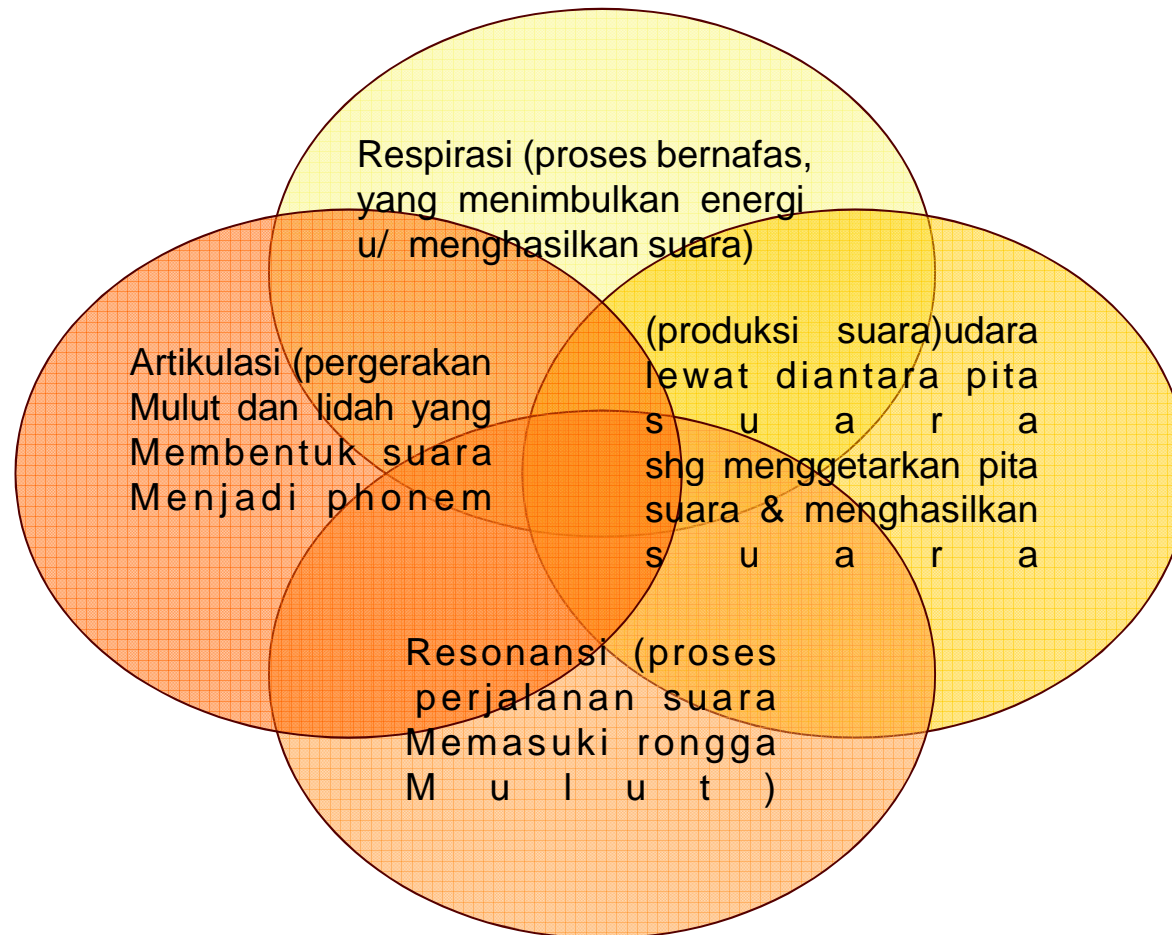 Respirasi (proses bernafas,
yang menimbulkan energi
u/ menghasilkan suara)
Artikulasi (pergerakan
Mulut dan lidah yang
Membentuk suara
Menjadi phonem
(produksi suara)udara
lewat diantara pita
s u a r a
shg menggetarkan pita
suara & menghasilkan
s u a r a
Resonansi (proses
perjalanan suara
Memasuki rongga
M u l u t )